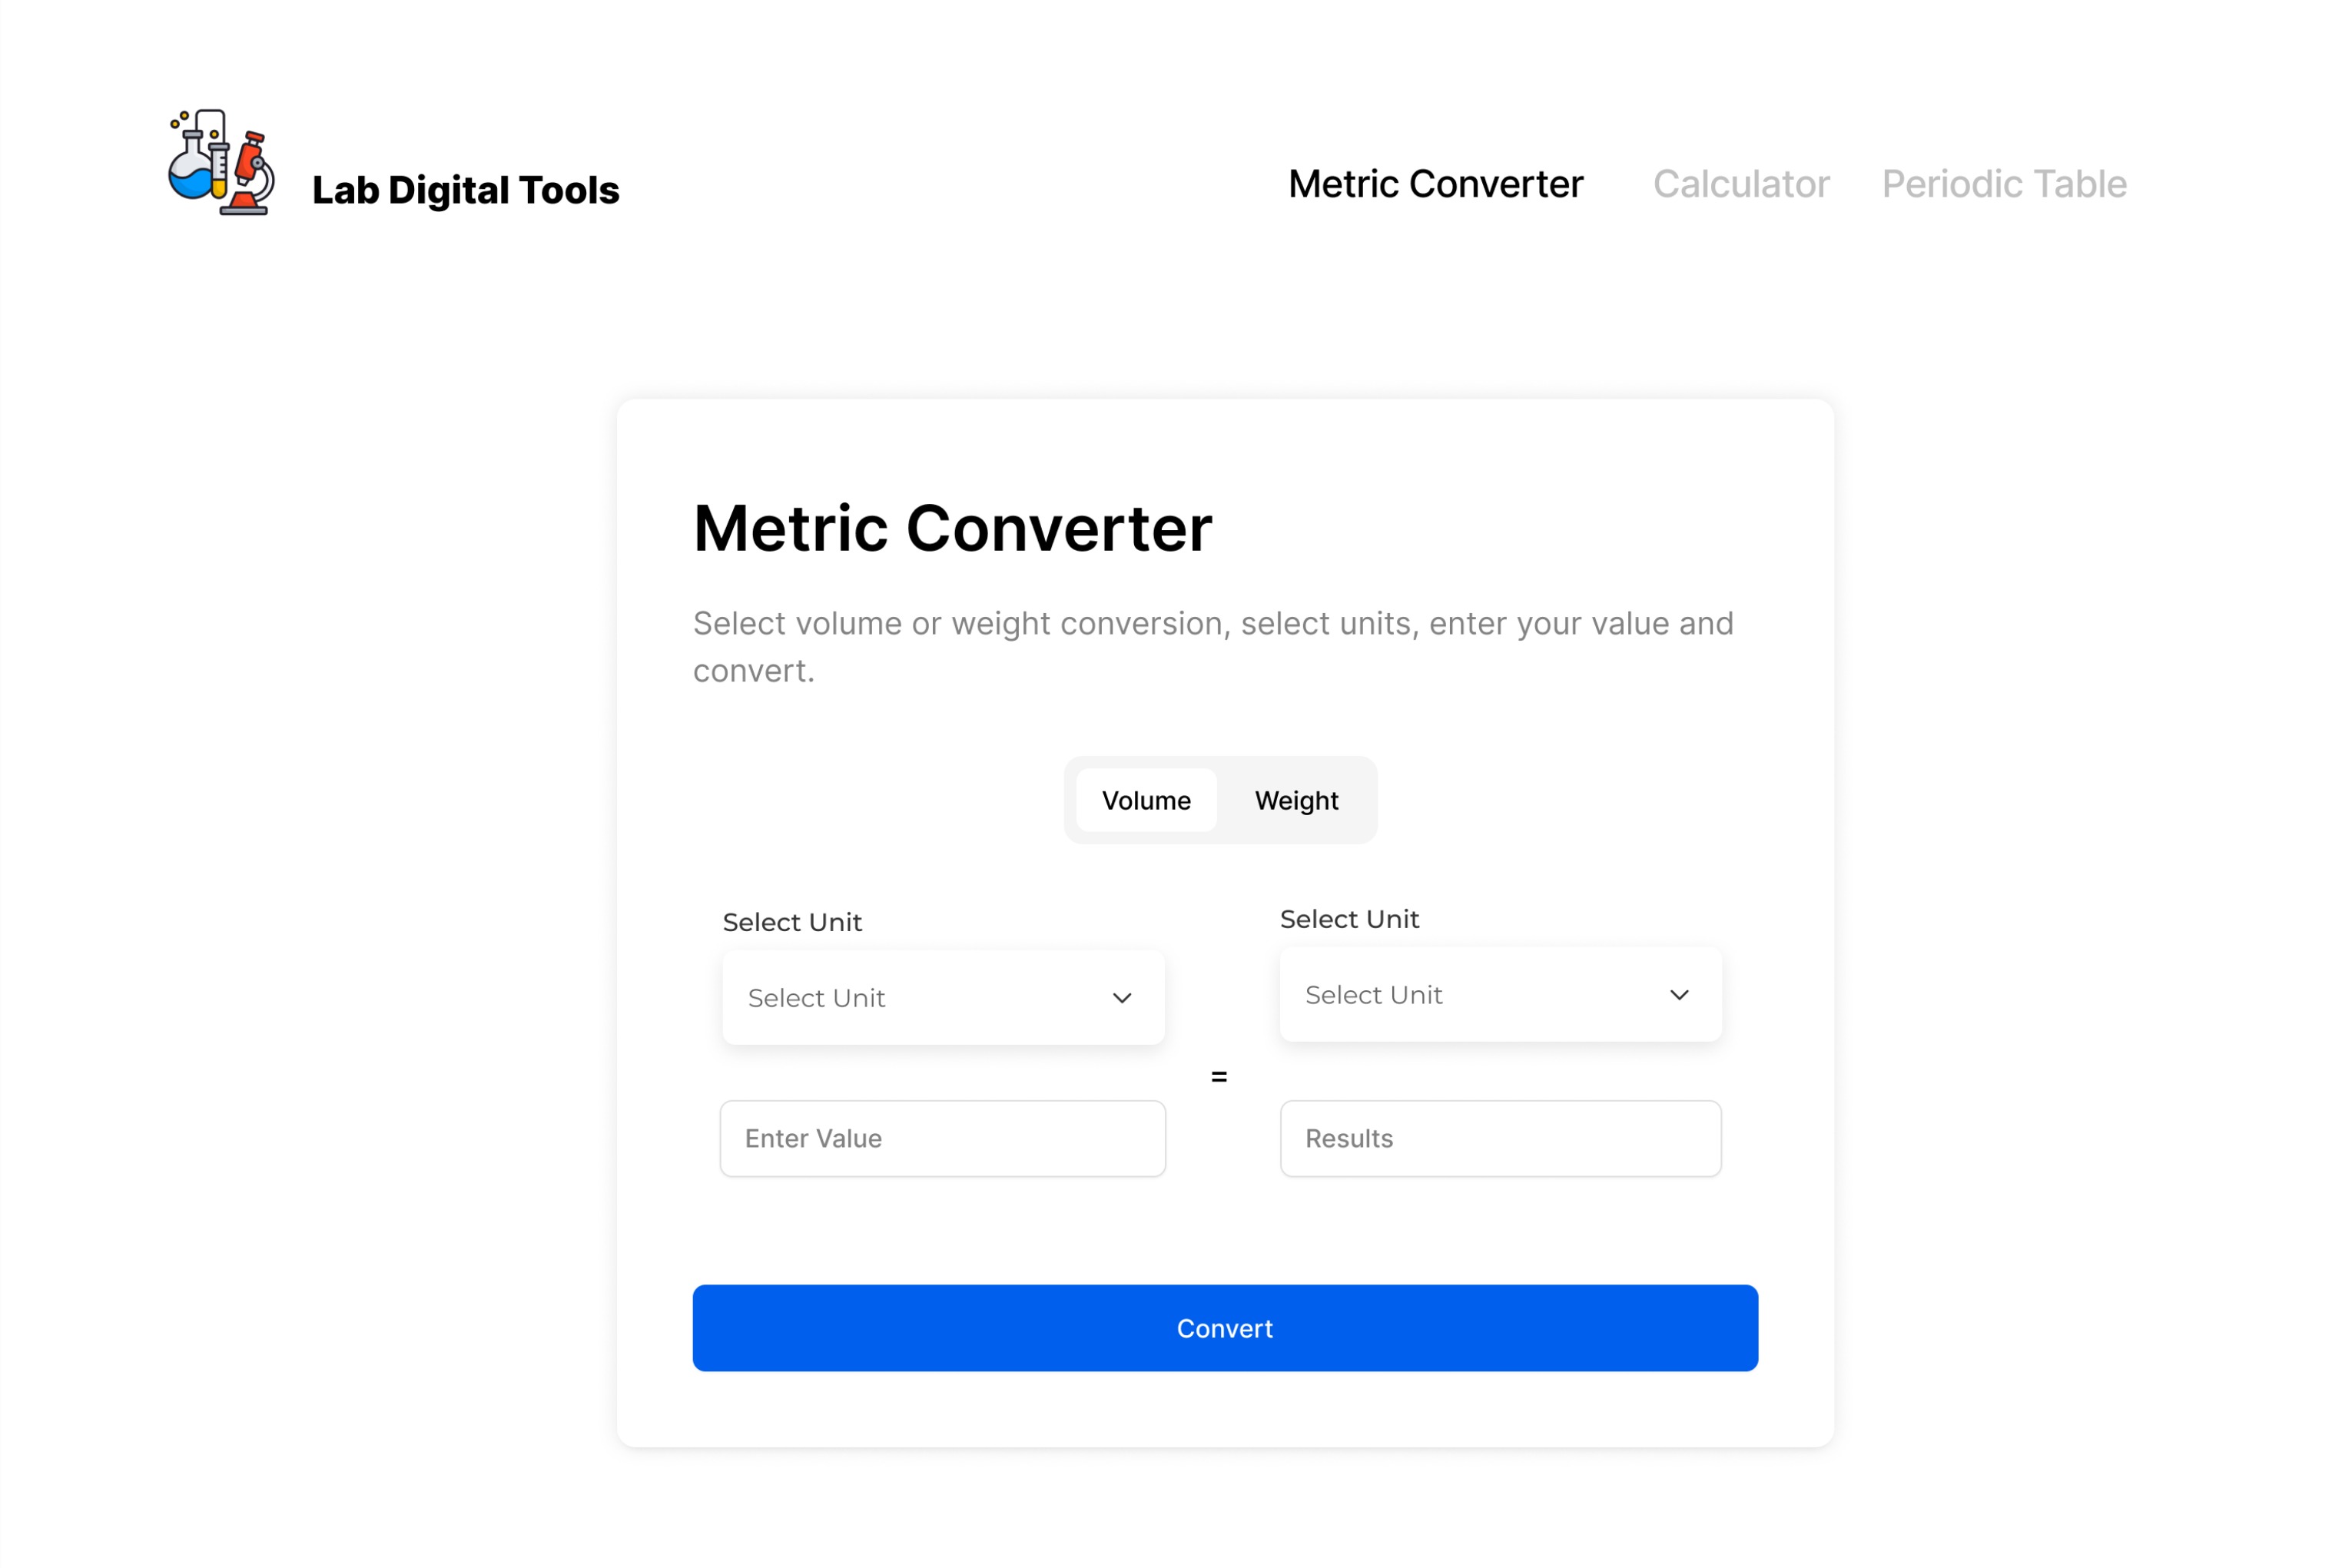 Lab Digital Tools
Metric Converter
Calculator
Periodic Table
Metric Converter
Select volume or weight conversion, select units, enter your value and
convert.
Volume
Weight
Select Unit
Select Unit
Select Unit
Select Unit
=
Enter Value
Results
Convert